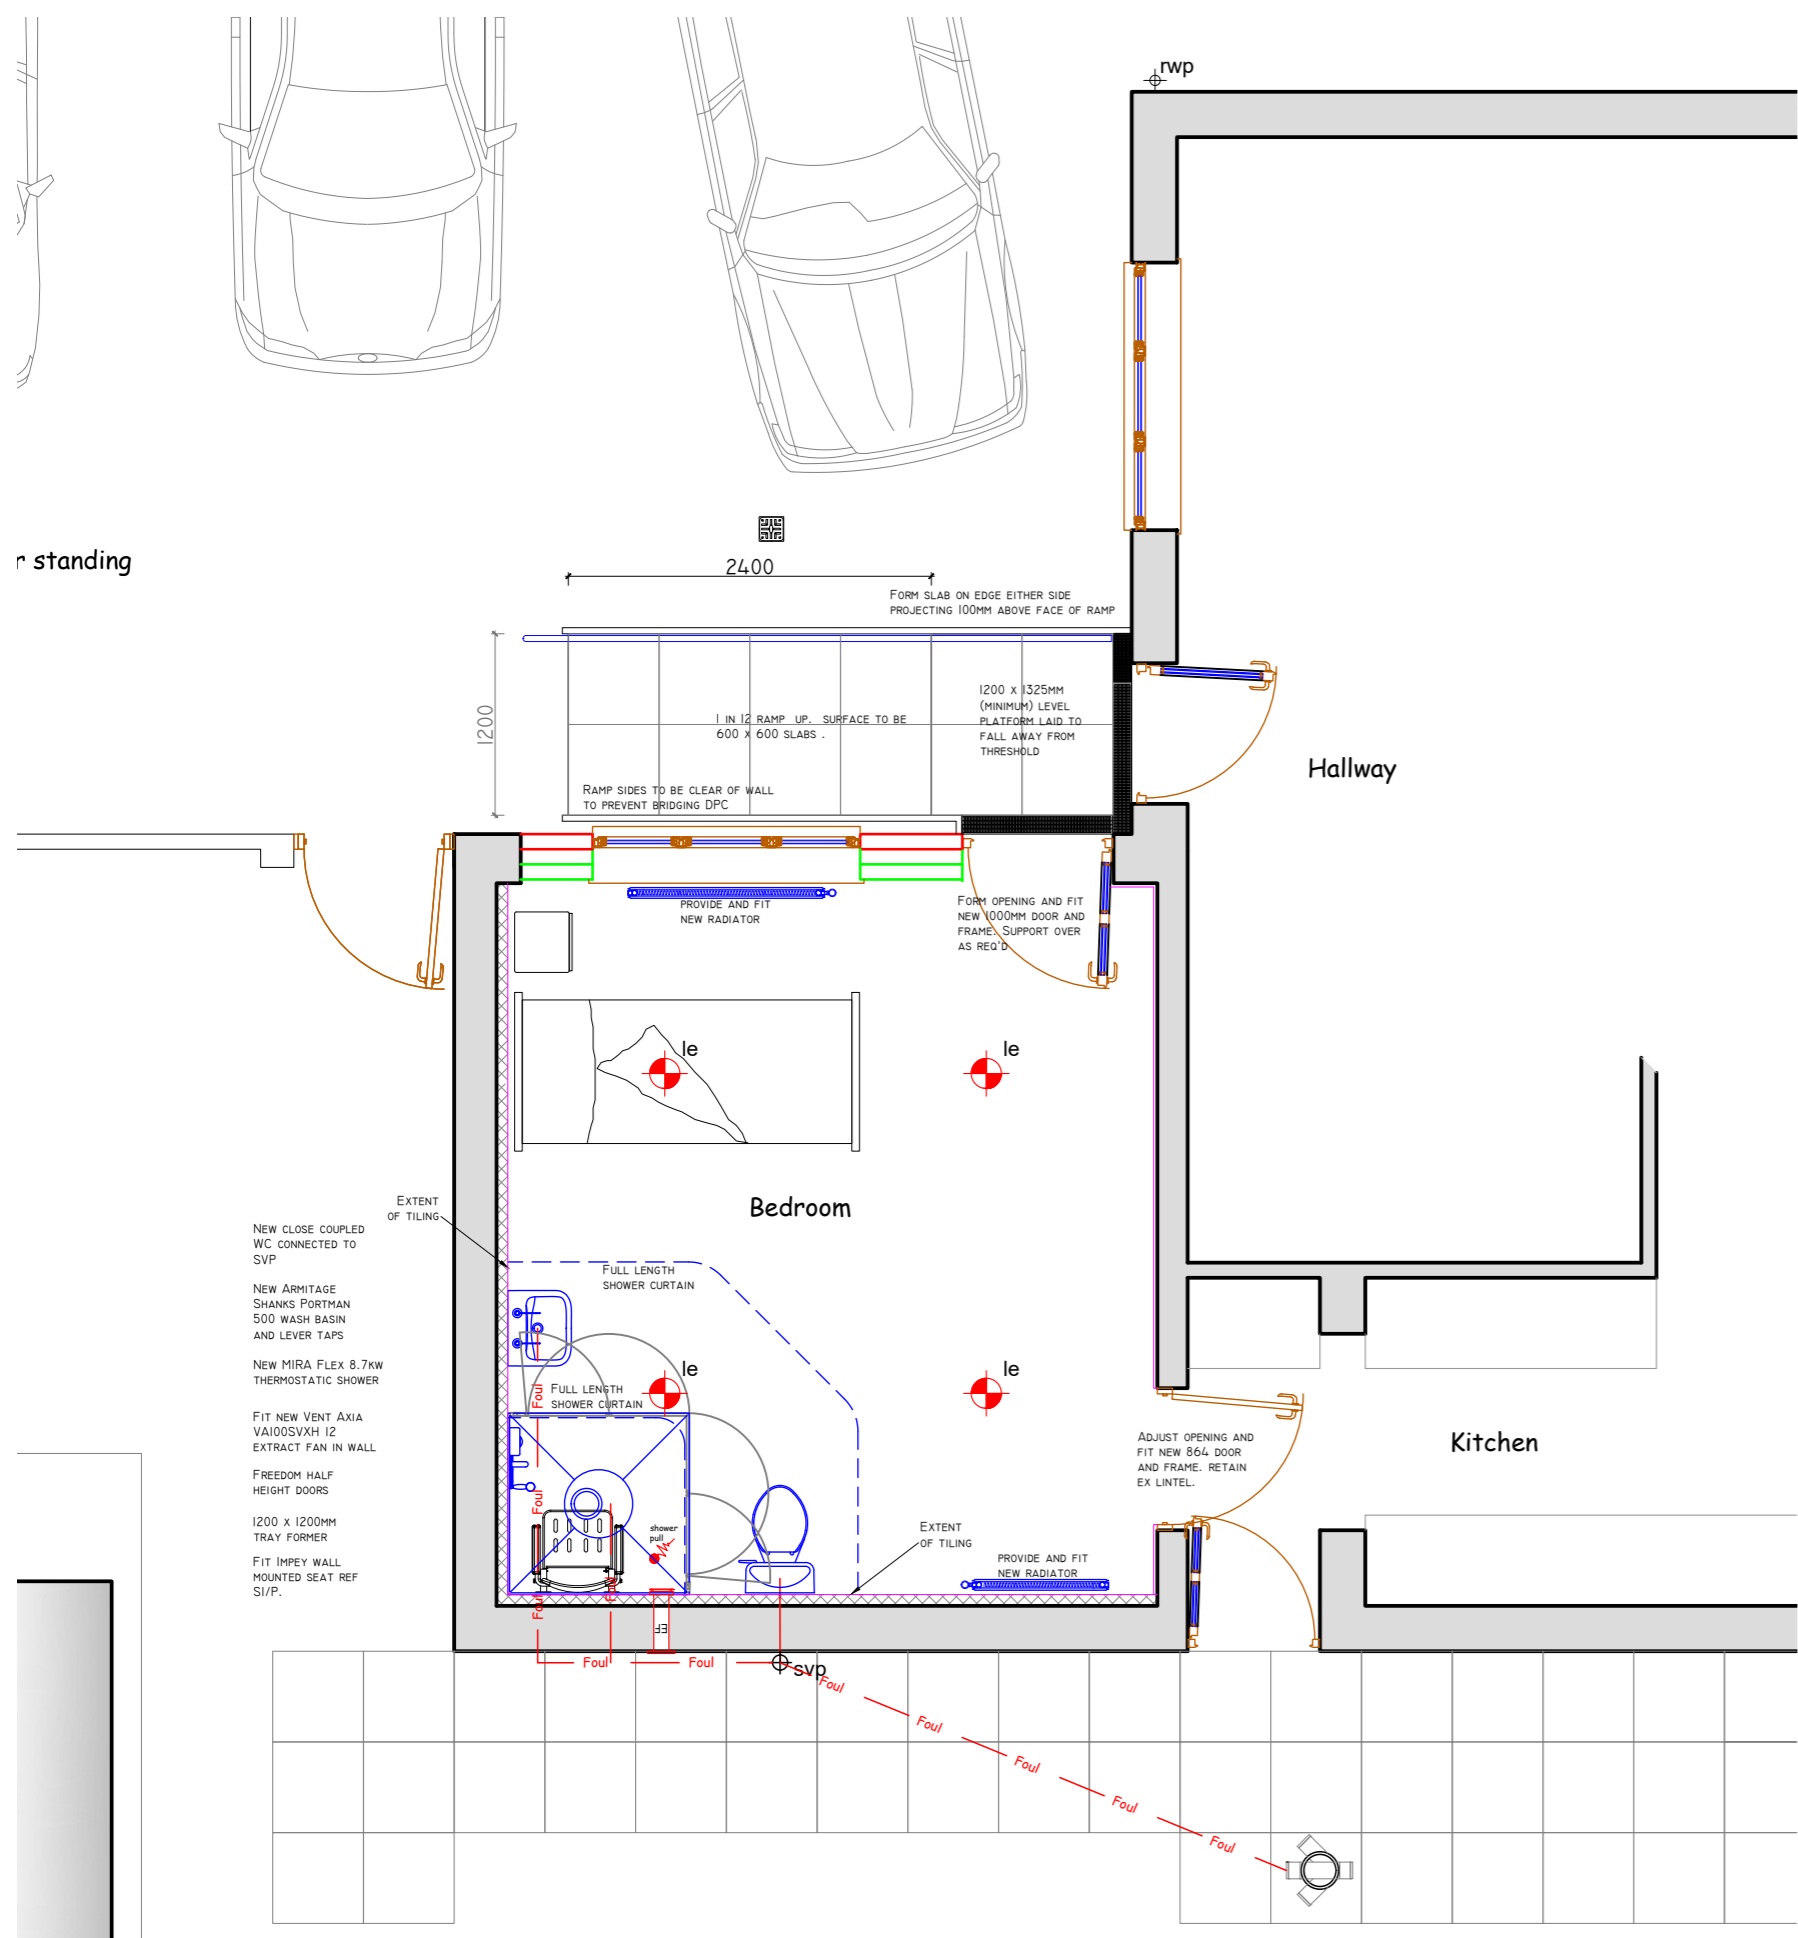 rwp
r standing
2400
FORM SLAB ON EDGE EITHER SIDE
PROJECTING 100MM ABOVE FACE OF RAMP
1200
1 IN 12 RAMP UP. SURFACE TO BE
600 X 600 SLABS .
1200 X 1325MM
(MINIMUM) LEVEL
PLATFORM LAID TO
FALL AWAY FROM
THRESHOLD
Hallway
RAMP SIDES TO BE CLEAR OF WALL
TO PREVENT BRIDGING DPC
PROVIDE AND FIT
NEW RADIATOR
FORM OPENING AND FIT
NEW 1000MM DOOR AND
FRAME. SUPPORT OVER
AS REQ'D
le
le
Bedroom
EXTENT
OF TILING
NEW CLOSE COUPLED
WC CONNECTED TO
SVP
NEW ARMITAGE
SHANKS PORTMAN
500 WASH BASIN
AND LEVER TAPS
NEW MIRA FLEX 8.7KW
THERMOSTATIC SHOWER
FIT NEW VENT AXIA
VA100SVXH 12
EXTRACT FAN IN WALL
FREEDOM HALF
HEIGHT DOORS
1200 X 1200MM
TRAY FORMER
FIT IMPEY WALL
MOUNTED SEAT REF
SI/P.
FULL LENGTH
SHOWER CURTAIN
le
le
FULL LENGTH
SHOWER CURTAIN
Foul
Foul
Foul
Foul
shower
pull
EXTENT
OF TILING
PROVIDE AND FIT
NEW RADIATOR
ADJUST OPENING AND
FIT NEW 864 DOOR
AND FRAME. RETAIN
EX LINTEL.
Kitchen
EF
Foul
Foul
svp
Foul
Foul
Foul
Foul
Foul